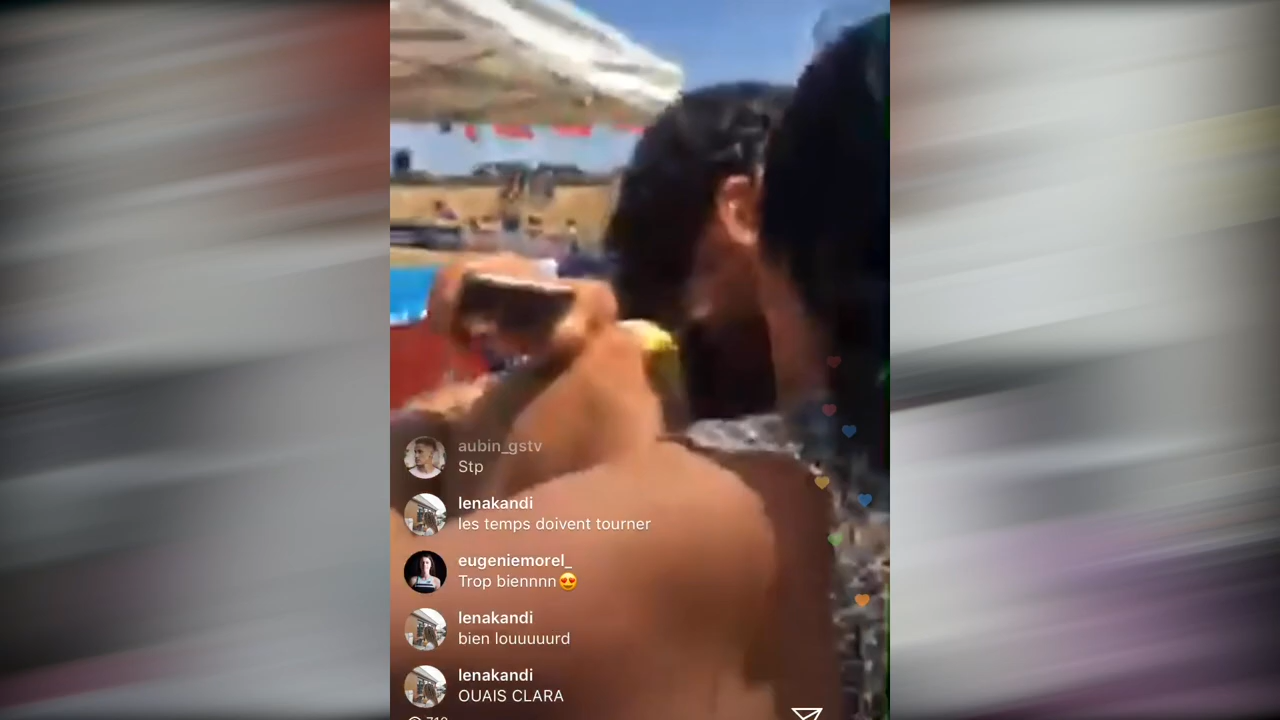 aubin_gstv
Stp
lenakandi
les temps doivent tourner
eugeniemorel_
Trop biennnn😍
lenakandi
bien louuuuurd
lenakandi
OUAIS CLARA